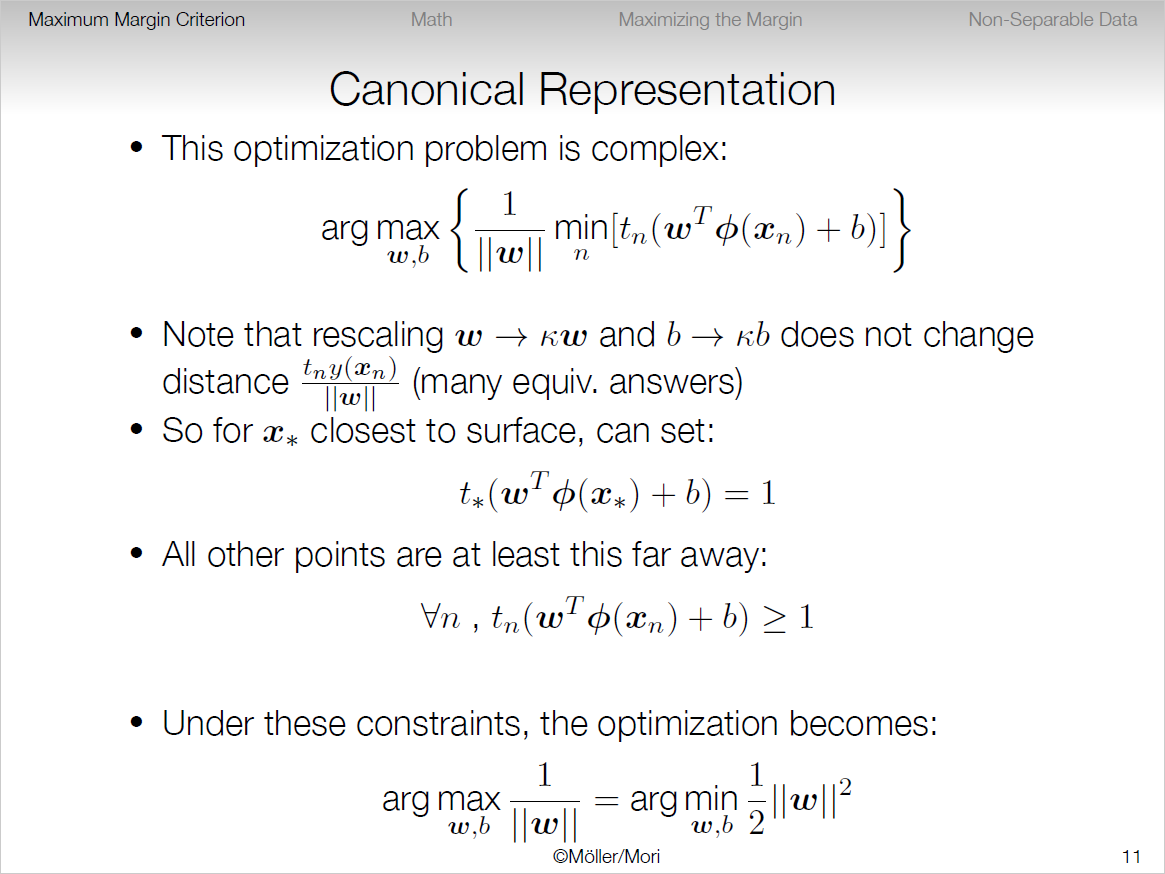 Maximum Margin Criterion Math Maximizing the Margin Non-Separable Data
Canonical Representation
• This optimization problem is complex:
arg max_{w,b} { 1/||w|| min_n [t_n(w^T ϕ(x_n) + b)] }
• Note that rescaling w → κw and b → κb does not change
distance t_n y(x_n)/||w|| (many equiv. answers)
• So for x_* closest to surface, can set:
t_*(w^T ϕ(x_*) + b) = 1
• All other points are at least this far away:
∀n , t_n(w^T ϕ(x_n) + b) ≥ 1
• Under these constraints, the optimization becomes:
arg max_{w,b} 1/||w|| = arg min_{w,b} 1/2 ||w||^2
©Möller/Mori 11